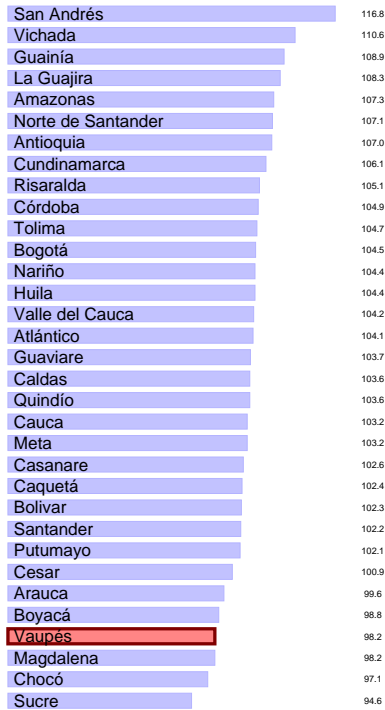 San Andrés 116.8
Vichada 110.6
Guainía 108.9
La Guajira 108.3
Amazonas 107.3
Norte de Santander 107.1
Antioquia 107.0
Cundinamarca 106.1
Risaralda 105.1
Córdoba 104.9
Tolima 104.7
Bogotá 104.5
Nariño 104.4
Huila 104.4
Valle del Cauca 104.2
Atlántico 104.1
Guaviare 103.7
Caldas 103.6
Quindío 103.6
Cauca 103.2
Meta 103.2
Casanare 102.6
Caquetá 102.4
Bolivar 102.3
Santander 102.2
Putumayo 102.1
Cesar 100.9
Arauca 99.6
Boyacá 98.8
Vaupés 98.2
Magdalena 98.2
Chocó 97.1
Sucre 94.6